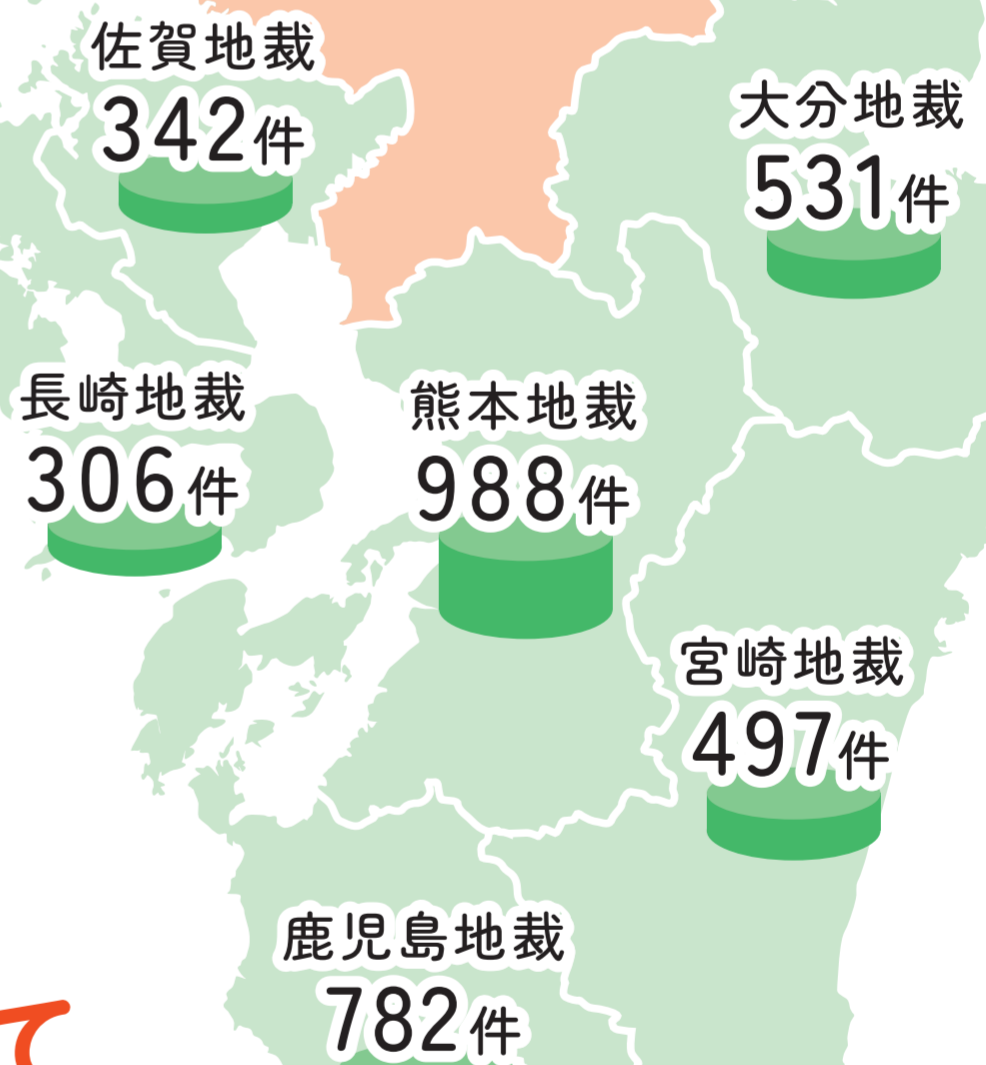 佐賀地裁
342件
大分地裁
531件
長崎地裁
306件
熊本地裁
988件
宮崎地裁
497件
鹿児島地裁
782件
て